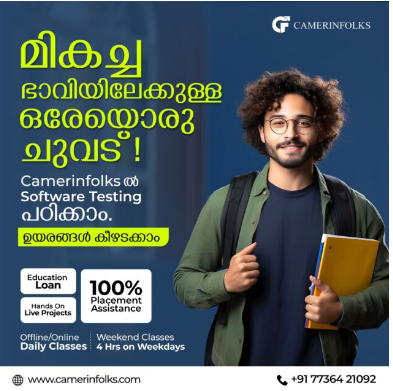 CAMERINFOLKS
മികച്ച
ഭാവിയിലേക്കുള്ള
ഒരേയൊരു
ചുവട് !
Camerinfolks ൽ
Software Testing
പഠിക്കാം.
ഉയരങ്ങൾ കീഴടക്കാം
Education
Loan
Hands On
Live Projects
100%
Placement
Assistance
Offline/Online
Daily Classes
Weekend Classes
4 Hrs on Weekdays
www.camerinfolks.com
+91 77364 21092